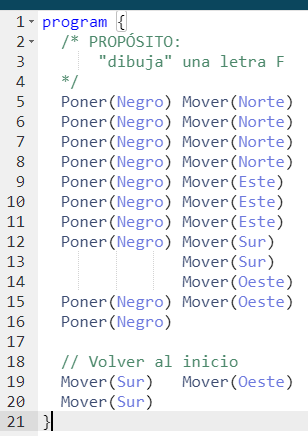 1 program {
2 /* PROPÓSITO:
3 "dibuja" una letra F
4 */
5 Poner(Negro) Mover(Norte)
6 Poner(Negro) Mover(Norte)
7 Poner(Negro) Mover(Norte)
8 Poner(Negro) Mover(Norte)
9 Poner(Negro) Mover(Este)
10 Poner(Negro) Mover(Este)
11 Poner(Negro) Mover(Este)
12 Poner(Negro) Mover(Sur)
13 Mover(Sur)
14 Mover(Oeste)
15 Poner(Negro) Mover(Oeste)
16 Poner(Negro)
17
18 // Volver al inicio
19 Mover(Sur) Mover(Oeste)
20 Mover(Sur)
21 }